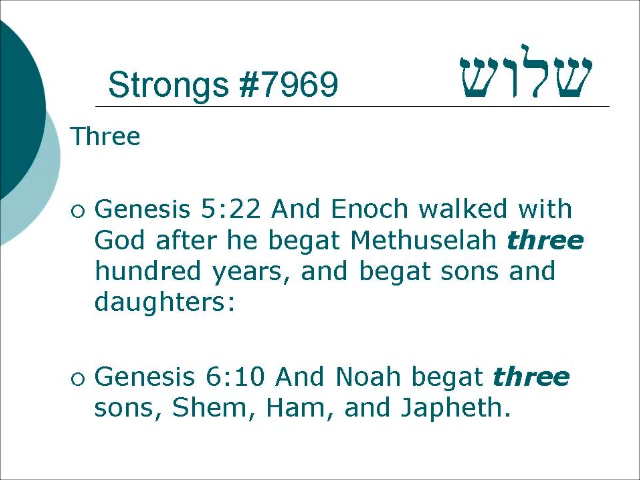 Strongs #7969 שלוש
Three
Genesis 5:22 And Enoch walked with
God after he begat Methuselah three
hundred years, and begat sons and
daughters:
Genesis 6:10 And Noah begat three
sons, Shem, Ham, and Japheth.